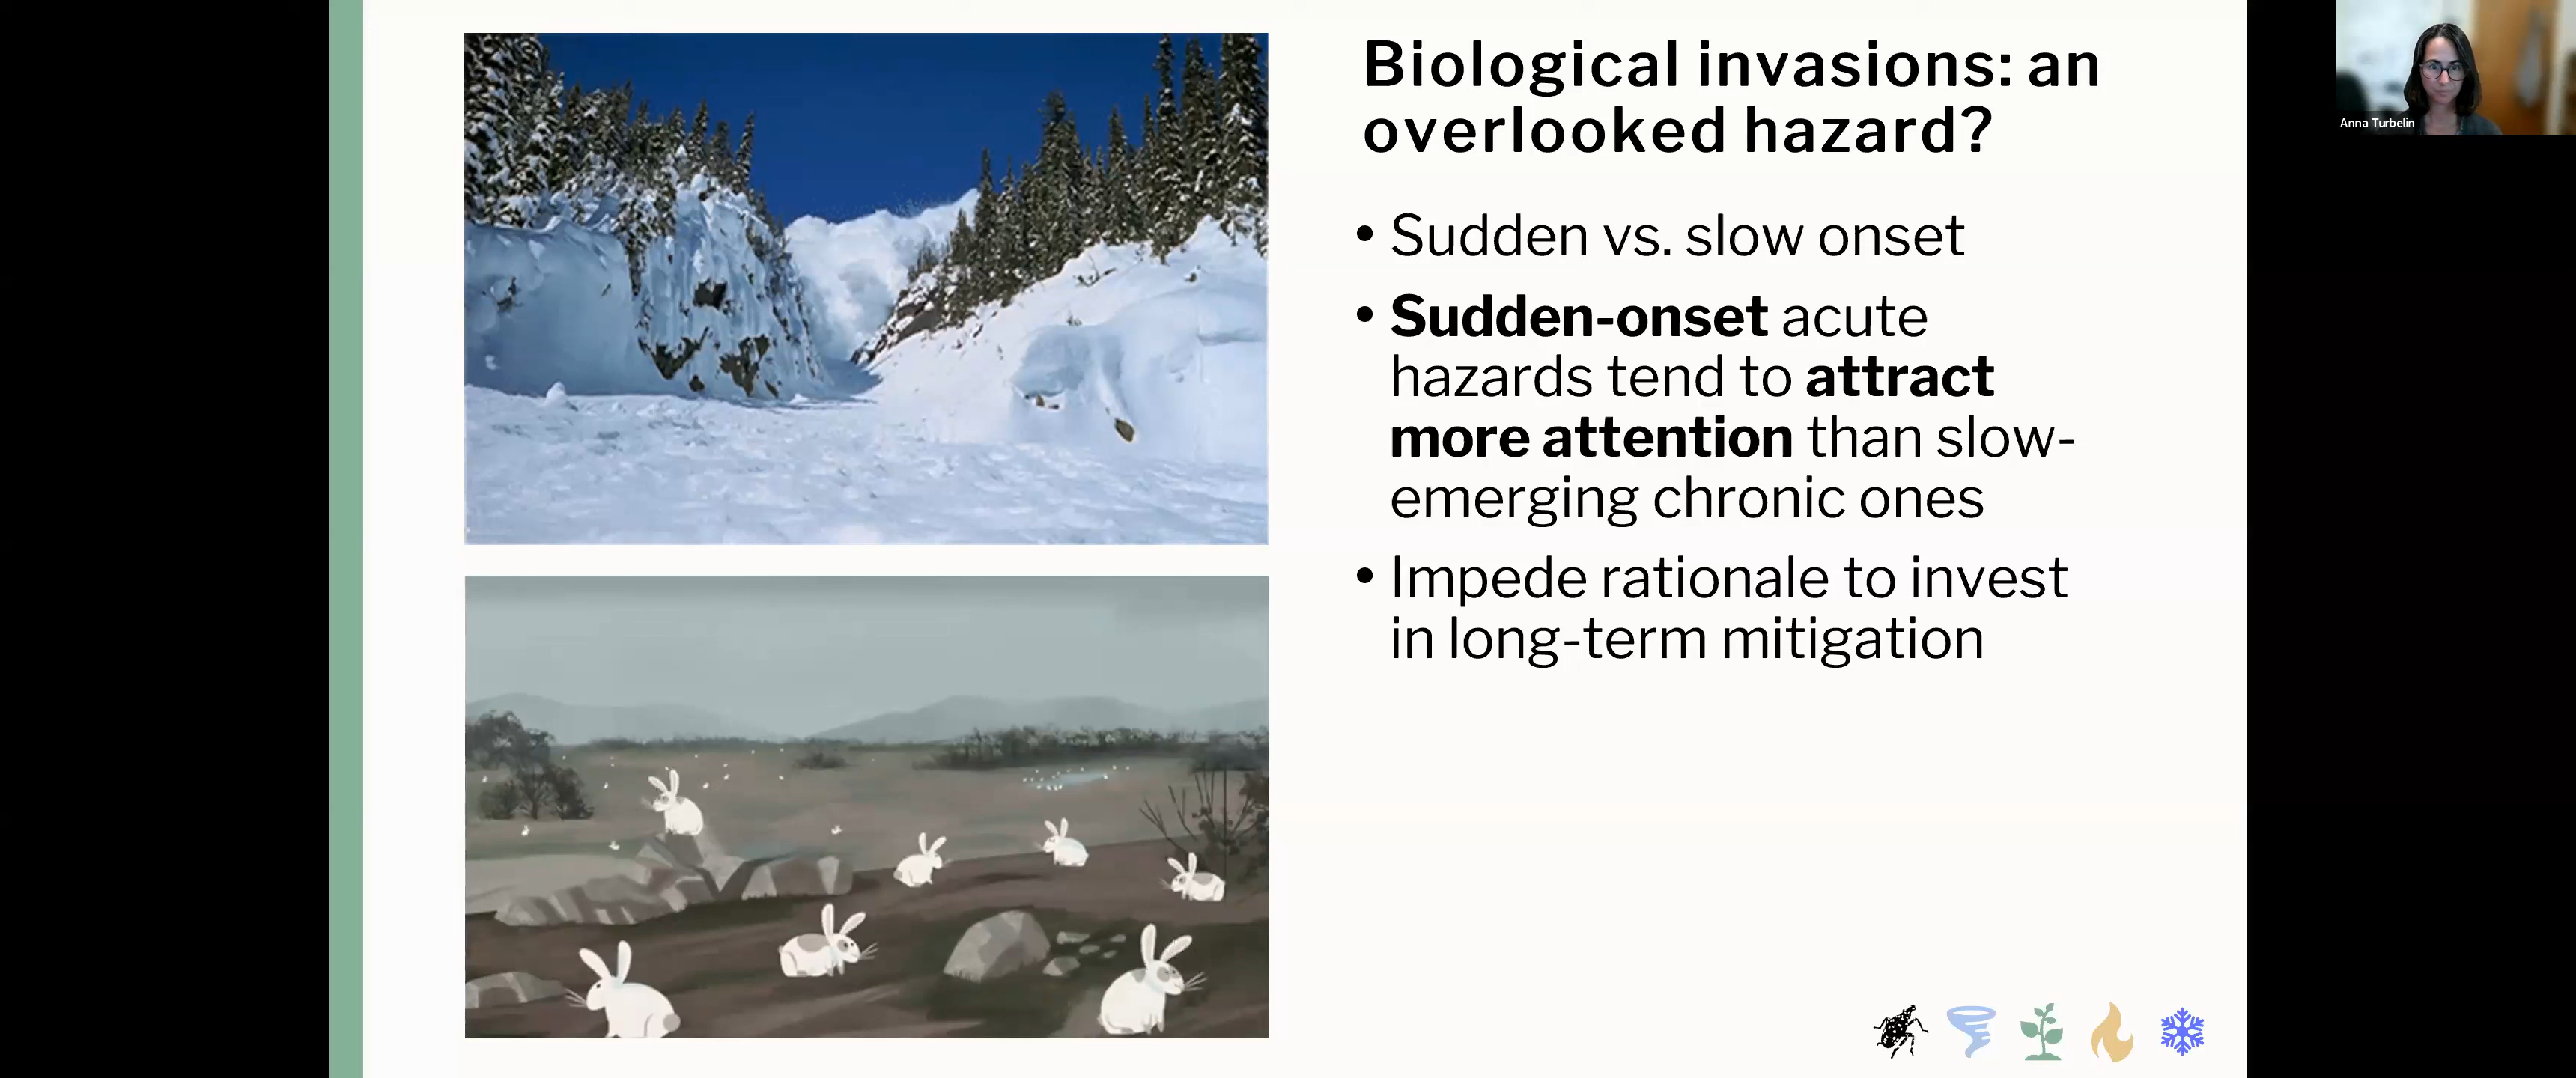 Biological invasions: an
overlooked hazard?
• Sudden vs. slow onset
• Sudden-onset acute
hazards tend to attract
more attention than slow-
emerging chronic ones
• Impede rationale to invest
in long-term mitigation
Anna Turbelin